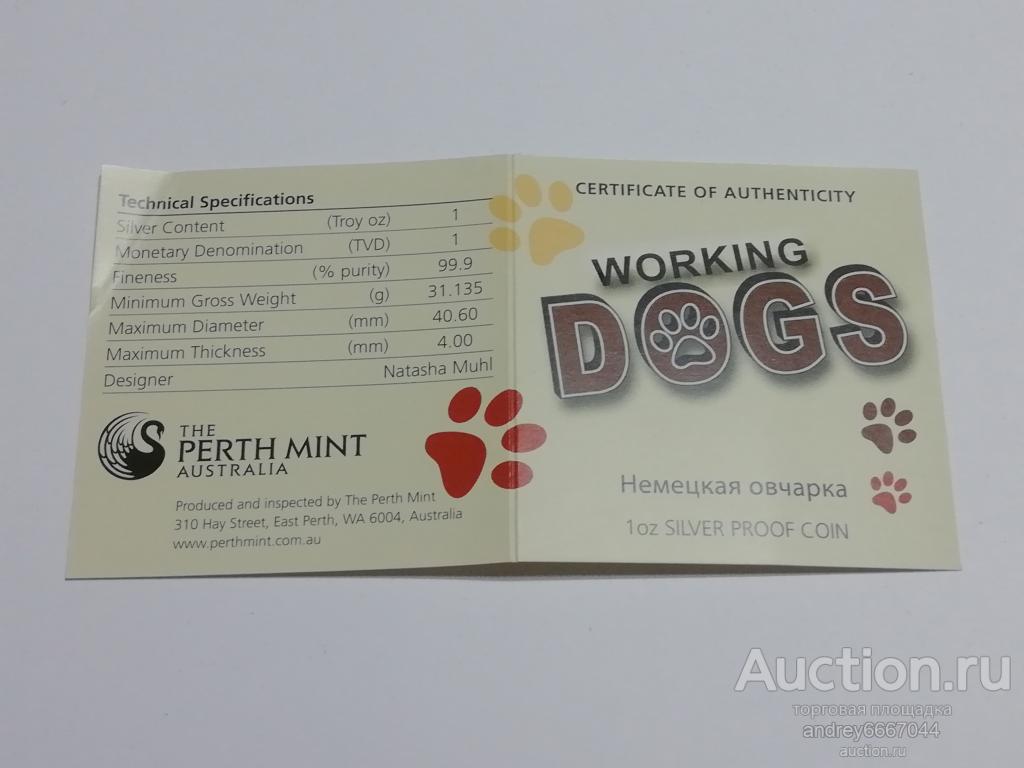 Technical Specifications
Silver Content (Troy oz) 1
Monetary Denomination (TVD) 1
Fineness (% purity) 99.9
Minimum Gross Weight (g) 31.135
Maximum Diameter (mm) 40.60
Maximum Thickness (mm) 4.00
Designer Natasha Muhl
THE
PERTH MINT
AUSTRALIA
Produced and inspected by The Perth Mint
310 Hay Street, East Perth, WA 6004, Australia
www.perthmint.com.au
CERTIFICATE OF AUTHENTICITY
WORKING
DOGS
Немецкая овчарка
1oz SILVER PROOF COIN
Auction.ru
торговая площадка
andrey6667044
auction.ru